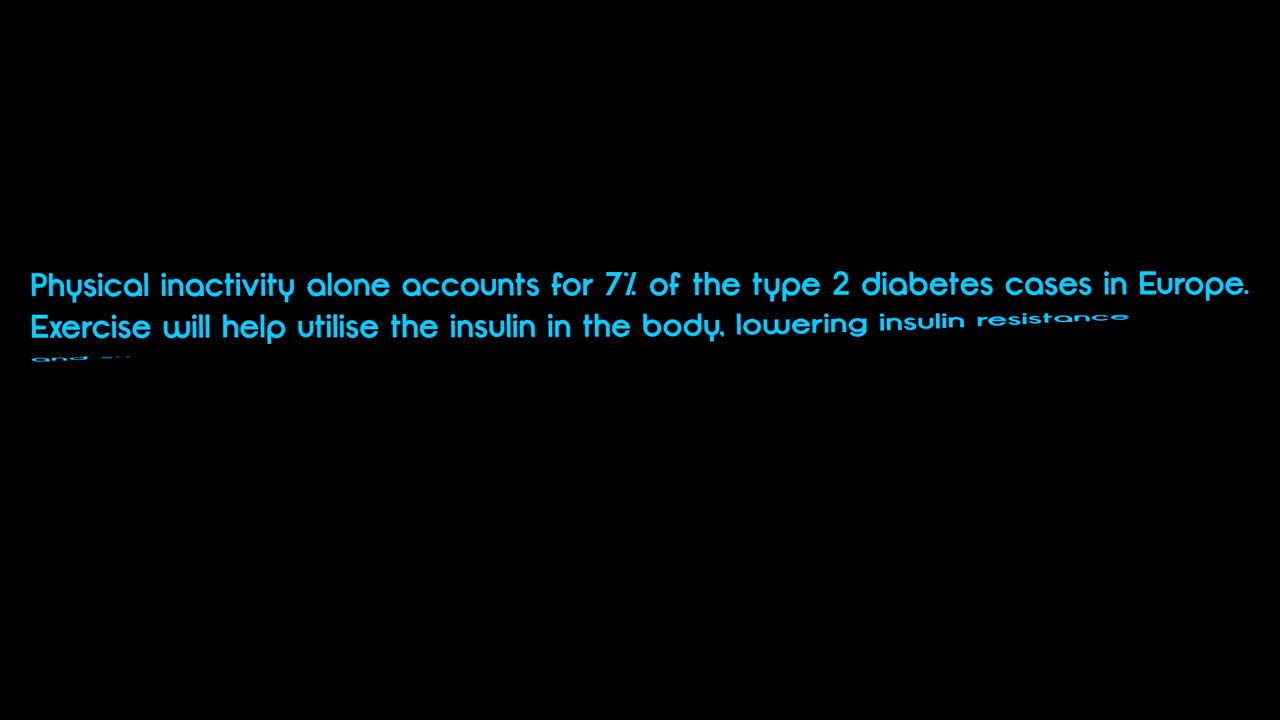 Physical inactivity alone accounts for 7% of the type 2 diabetes cases in Europe.
Exercise will help utilise the insulin in the body, lowering insulin resistance
and